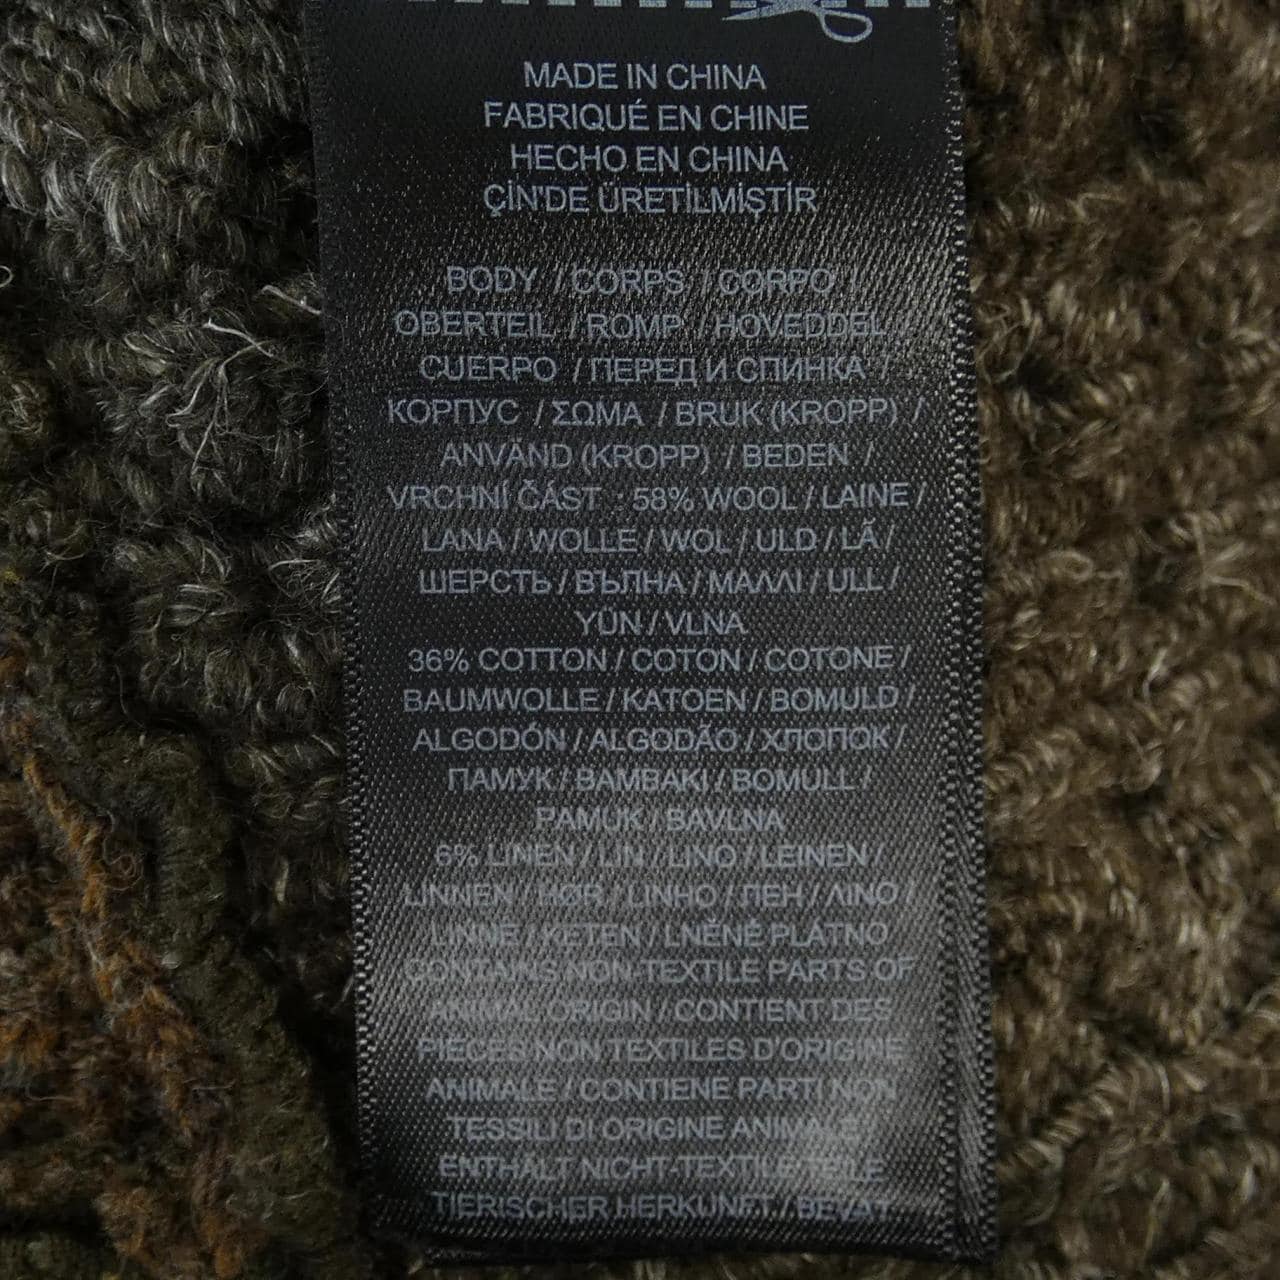 MADE IN CHINA
FABRIQUÉ EN CHINE
HECHO EN CHINA
ÇİN'DE ÜRETİLMİŞTİR
BODY / CORPS / CORPO /
OBERTEIL / ROMP / HOVEDDEL /
CUERPO / ПЕРЕД И СПИНКА /
КОРПУС / ΣΩΜΑ / BRUK (KROPP) /
ANVÄND (KROPP) / BEDEN /
VRCHNÍ ČÁST : 58% WOOL / LAINE /
LANA / WOLLE / WOL / ULD / LÃ /
ШЕРСТЬ / ВЪЛНА / ΜΑΛΛΙ / ULL /
YÜN / VLNA
36% COTTON / COTON / COTONE /
BAUMWOLLE / KATOEN / BOMULD /
ALGODÓN / ALGODÃO / ХЛОПОК /
ПАМУК / ΒΑΜΒΑΚΙ / BOMULL /
PAMUK / BAVLNA
6% LINEN / LIN / LINO / LEINEN /
LINNEN / HØR / LINHO / ЛЕН / ΛΙΝΟ /
LINNE / KETEN / LNĚNÉ PLÁTNO
CONTAINS NON-TEXTILE PARTS OF
ANIMAL ORIGIN / CONTIENT DES
PIÈCES NON TEXTILES D'ORIGINE
ANIMALE / CONTIENE PARTI NON
TESSILI DI ORIGINE ANIMALE /
ENTHÄLT NICHT-TEXTILE TEILE
TIERISCHER HERKUNFT / BEVAT